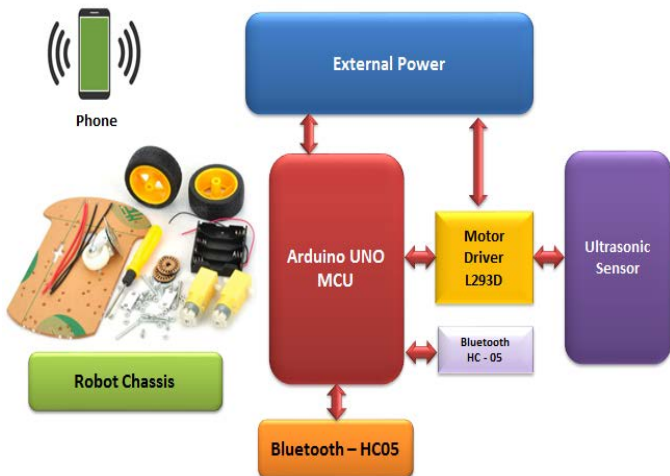 External Power
Phone
Arduino UNO
MCU
Motor
Driver
L293D
Ultrasonic
Sensor
Bluetooth
HC - 05
Robot Chassis
Bluetooth – HC05